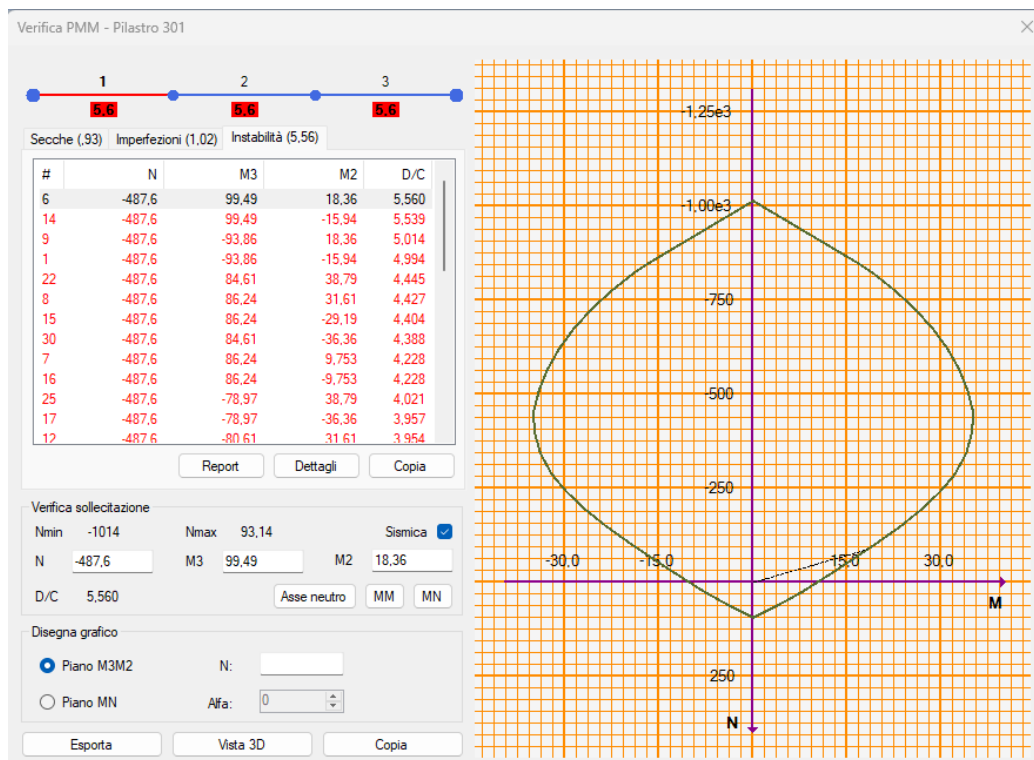 Verifica PMM - Pilastro 301
1 2 3
5,6 5,6 5,6
Secche (,93) Imperfezioni (1,02) Instabilità (5,56)
# N M3 M2 D/C
6 -487,6 99,49 18,36 5,560
14 -487,6 99,49 -15,94 5,539
9 -487,6 -93,86 18,36 5,014
1 -487,6 -93,86 -15,94 4,994
22 -487,6 84,61 38,79 4,445
8 -487,6 86,24 31,61 4,427
15 -487,6 86,24 -29,19 4,404
30 -487,6 84,61 -36,36 4,388
7 -487,6 86,24 9,753 4,228
16 -487,6 86,24 -9,753 4,228
25 -487,6 -78,97 38,79 4,021
17 -487,6 -78,97 -36,36 3,957
12 -487,6 -80,61 31,61 3,954
Report Dettagli Copia
Verifica sollecitazione
Nmin -1014 Nmax 93,14 Sismica
N -487,6 M3 99,49 M2 18,36
D/C 5,560 Asse neutro MM MN
Disegna grafico
Piano M3M2 N:
Piano MN Alfa: 0
Esporta Vista 3D Copia
-1,25e3
-1,00e3
-750
-500
-250
-30,0 -15,0 15,0 30,0
M
250
N